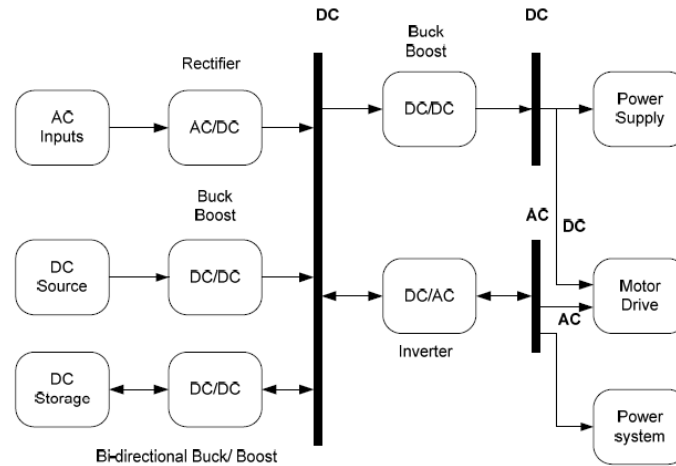 DC
DC
Buck
Boost
Rectifier
AC
Inputs
AC/DC
DC/DC
Power
Supply
Buck
Boost
AC
DC
DC
Source
DC/DC
DC/AC
Motor
Drive
AC
Inverter
DC
Storage
DC/DC
Power
system
Bi-directional Buck/ Boost